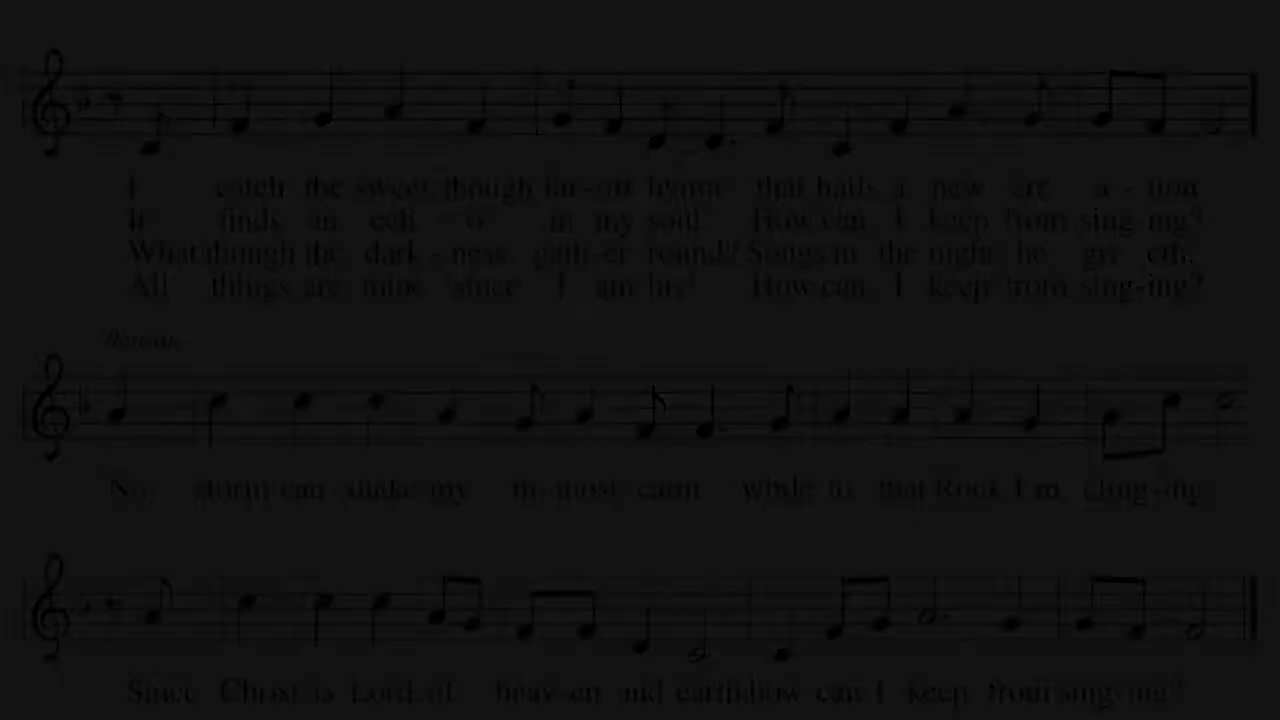 I catch the sweet, though far-off hymn that hails a new cre - a - tion
It finds an ech - o in my soul. How can I keep from sing-ing?
What though the dark - ness gath-er round? Songs in the night he giv - eth.
All things are mine since I am his! How can I keep from sing-ing?
Refrain
No storm can shake my in-most calm while to that Rock I'm cling-ing.
Since Christ is Lord of heav-en and earth, how can I keep from sing-ing?